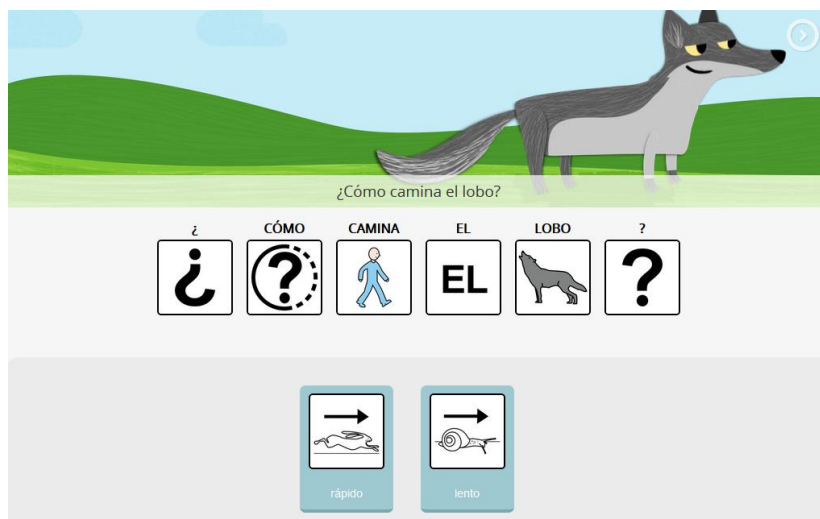 ¿Cómo camina el lobo?
¿ CÓMO CAMINA EL LOBO ?
¿ ? EL ?
rápido lento